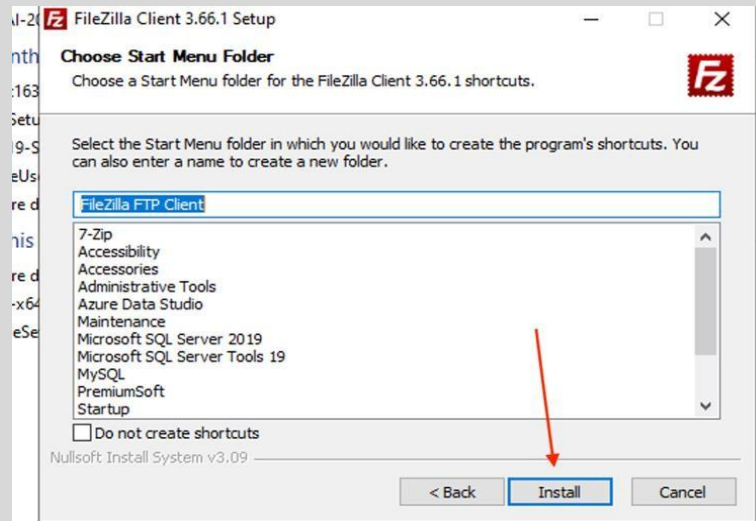 FileZilla Client 3.66.1 Setup
Choose Start Menu Folder
Choose a Start Menu folder for the FileZilla Client 3.66.1 shortcuts.
Fz
Select the Start Menu folder in which you would like to create the program's shortcuts. You
can also enter a name to create a new folder.
FileZilla FTP Client
7-Zip
Accessibility
Accessories
Administrative Tools
Azure Data Studio
Maintenance
Microsoft SQL Server 2019
Microsoft SQL Server Tools 19
MySQL
PremiumSoft
Startup
Do not create shortcuts
Nullsoft Install System v3.09
< Back
Install
Cancel